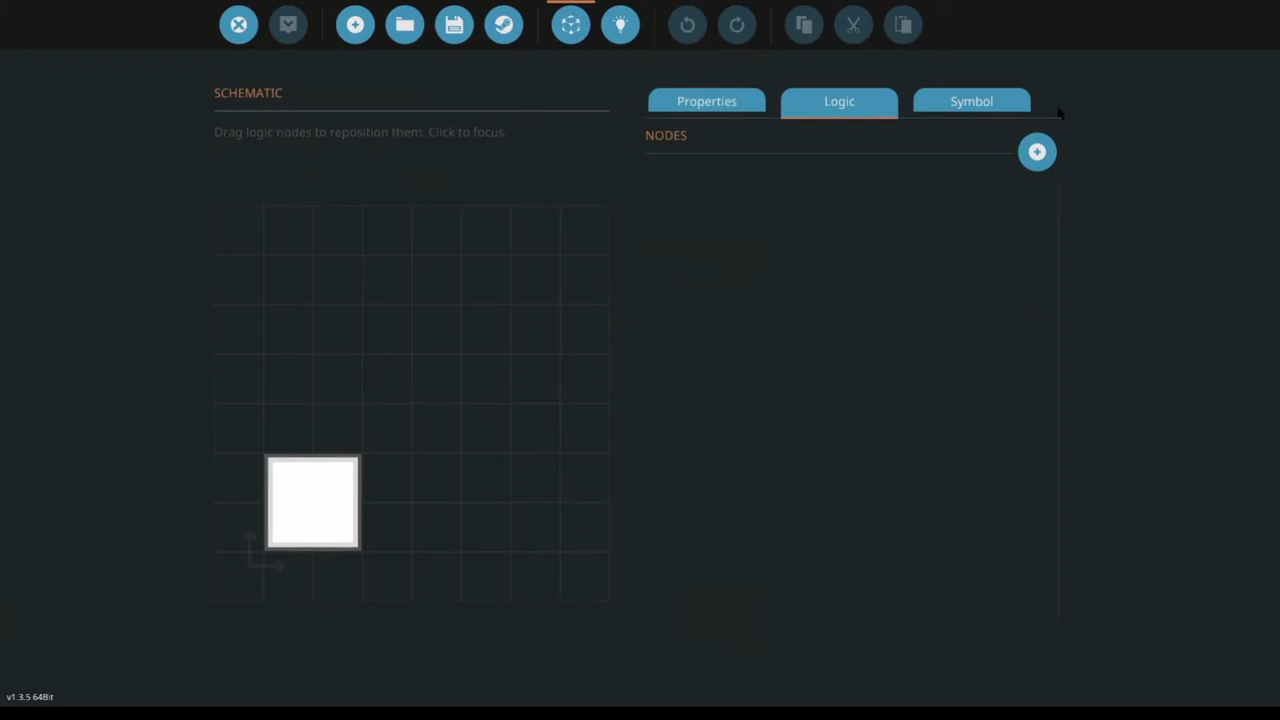 SCHEMATIC
Drag logic nodes to reposition them. Click to focus.
Properties
Logic
Symbol
NODES
v1.3.5 64Bit